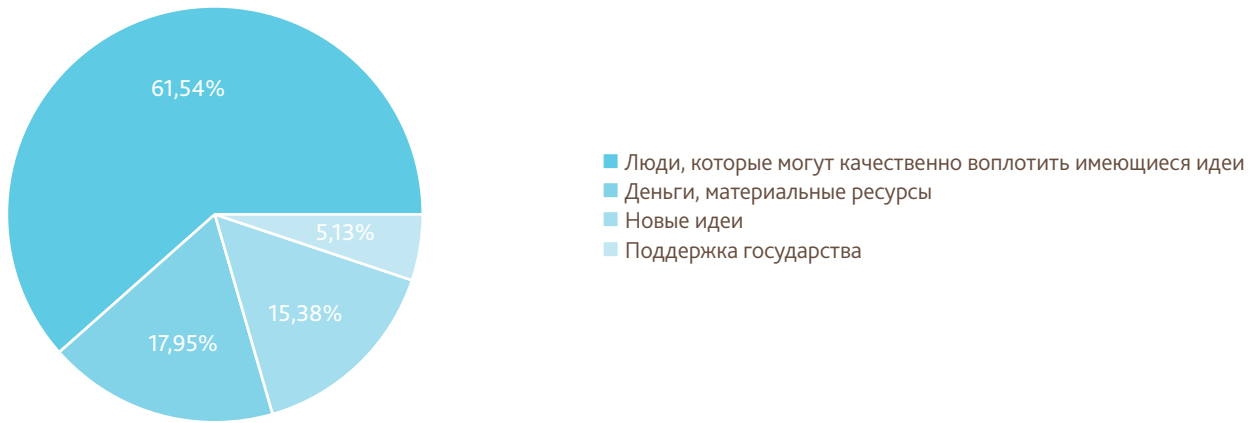 61,54%
Люди, которые могут качественно воплотить имеющиеся идеи
Деньги, материальные ресурсы
Новые идеи
Поддержка государства
5,13%
15,38%
17,95%